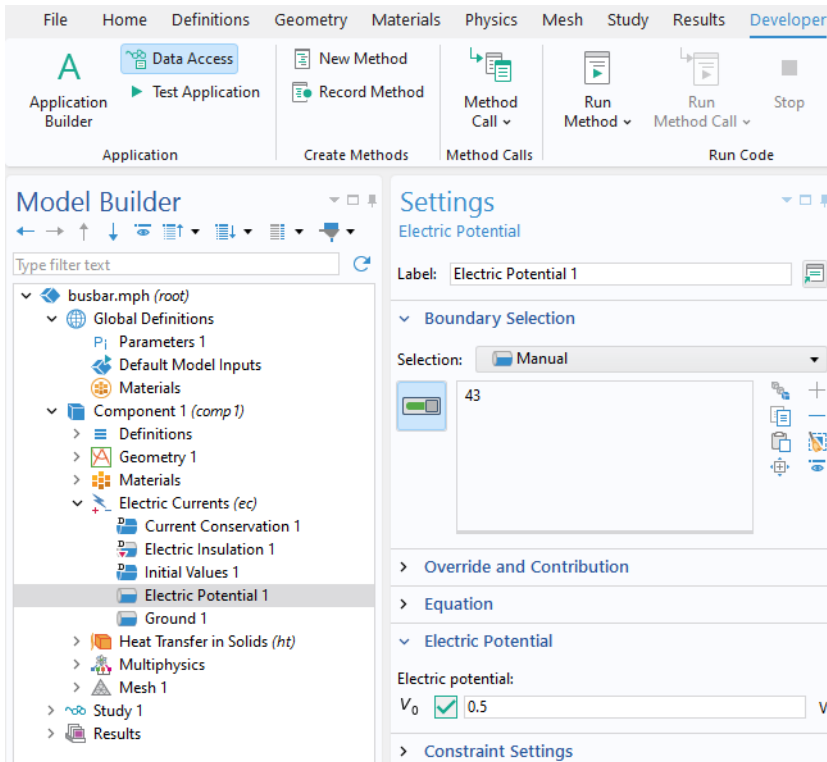 File Home Definitions Geometry Materials Physics Mesh Study Results Developer
Application Builder
Data Access
Test Application
New Method
Record Method
Method Call
Run Method
Run Method Call
Stop
Application
Create Methods
Method Calls
Run Code
Model Builder
Type filter text
busbar.mph (root)
Global Definitions
Pi Parameters 1
Default Model Inputs
Materials
Component 1 (comp1)
Definitions
Geometry 1
Materials
Electric Currents (ec)
D Current Conservation 1
D Electric Insulation 1
D Initial Values 1
Electric Potential 1
Ground 1
Heat Transfer in Solids (ht)
Multiphysics
Mesh 1
Study 1
Results
Settings
Electric Potential
Label: Electric Potential 1
Boundary Selection
Selection: Manual
43
Override and Contribution
Equation
Electric Potential
Electric potential:
V₀ 0.5 V
Constraint Settings